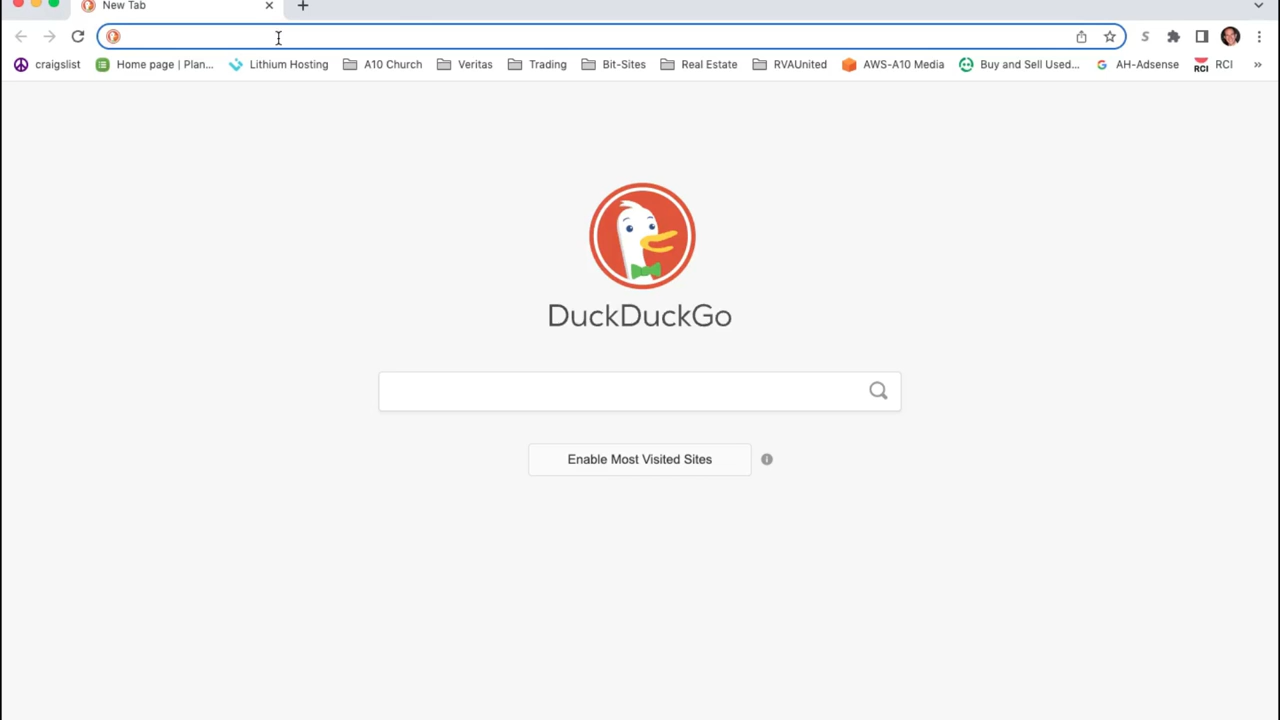 New Tab
craigslist
Home page | Plan...
Lithium Hosting
A10 Church
Veritas
Trading
Bit-Sites
Real Estate
RVAUnited
AWS-A10 Media
Buy and Sell Used...
AH-Adsense
RCI
RCI
DuckDuckGo
Enable Most Visited Sites